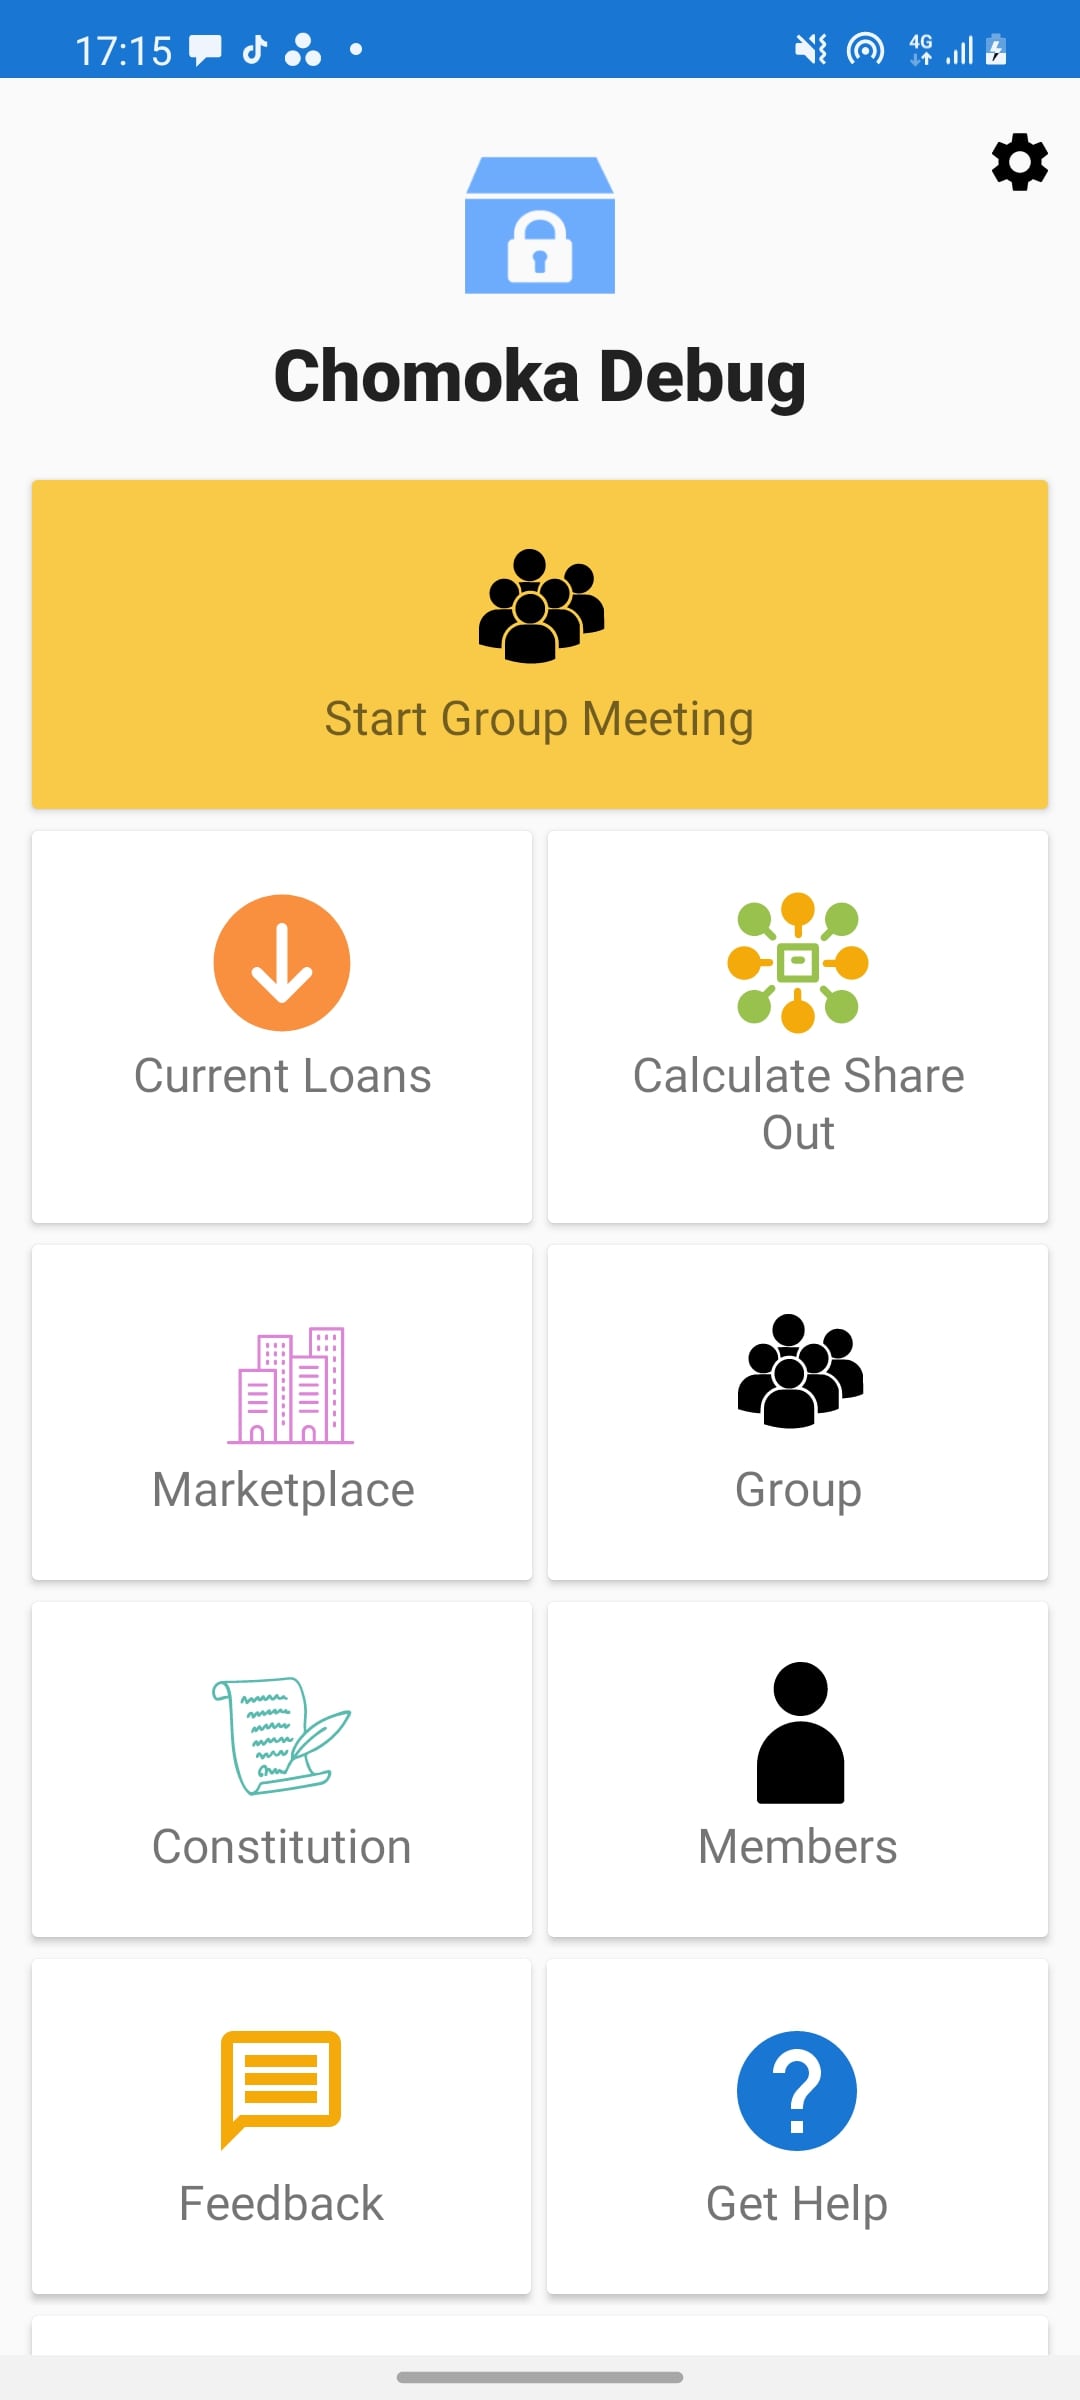 17:15
4G
Chomoka Debug
Start Group Meeting
Current Loans
Calculate Share
Out
Marketplace
Group
Constitution
Members
Feedback
Get Help